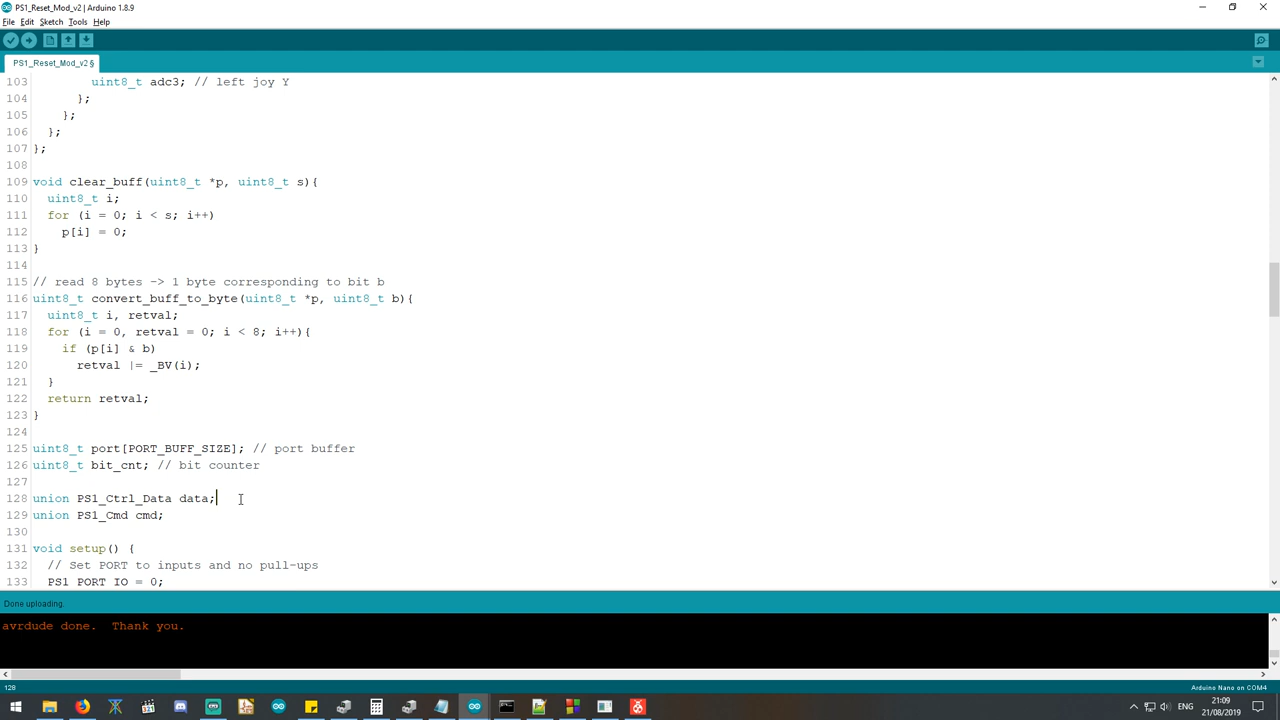 PS1_Reset_Mod_v2 | Arduino 1.8.9
File Edit Sketch Tools Help
PS1_Reset_Mod_v2 §
103 uint8_t adc3; // left joy Y
104 };
105 };
106 };
107 };
108
109 void clear_buff(uint8_t *p, uint8_t s){
110 uint8_t i;
111 for (i = 0; i < s; i++)
112 p[i] = 0;
113 }
114
115 // read 8 bytes -> 1 byte corresponding to bit b
116 uint8_t convert_buff_to_byte(uint8_t *p, uint8_t b){
117 uint8_t i, retval;
118 for (i = 0, retval = 0; i < 8; i++){
119 if (p[i] & b)
120 retval |= _BV(i);
121 }
122 return retval;
123 }
124
125 uint8_t port[PORT_BUFF_SIZE]; // port buffer
126 uint8_t bit_cnt; // bit counter
127
128 union PS1_Ctrl_Data data;
129 union PS1_Cmd cmd;
130
131 void setup() {
132 // Set PORT to inputs and no pull-ups
133 PS1_PORT_IO = 0;
Done uploading.
avrdude done. Thank you.
128 Arduino Nano on COM4
ENG 21:09
21/08/2019